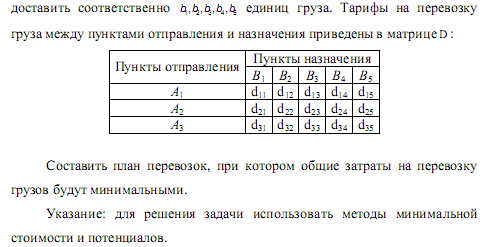 доставить соответственно b₁,b₂,b₃,b₄,b₅ единиц груза. Тарифы на перевозку
груза между пунктами отправления и назначения приведены в матрице D :
Пункты отправления Пункты назначения
B₁ B₂ B₃ B₄ B₅
A₁ d₁₁ d₁₂ d₁₃ d₁₄ d₁₅
A₂ d₂₁ d₂₂ d₂₃ d₂₄ d₂₅
A₃ d₃₁ d₃₂ d₃₃ d₃₄ d₃₅
Составить план перевозок, при котором общие затраты на перевозку
грузов будут минимальными.
Указание: для решения задачи использовать методы минимальной
стоимости и потенциалов.